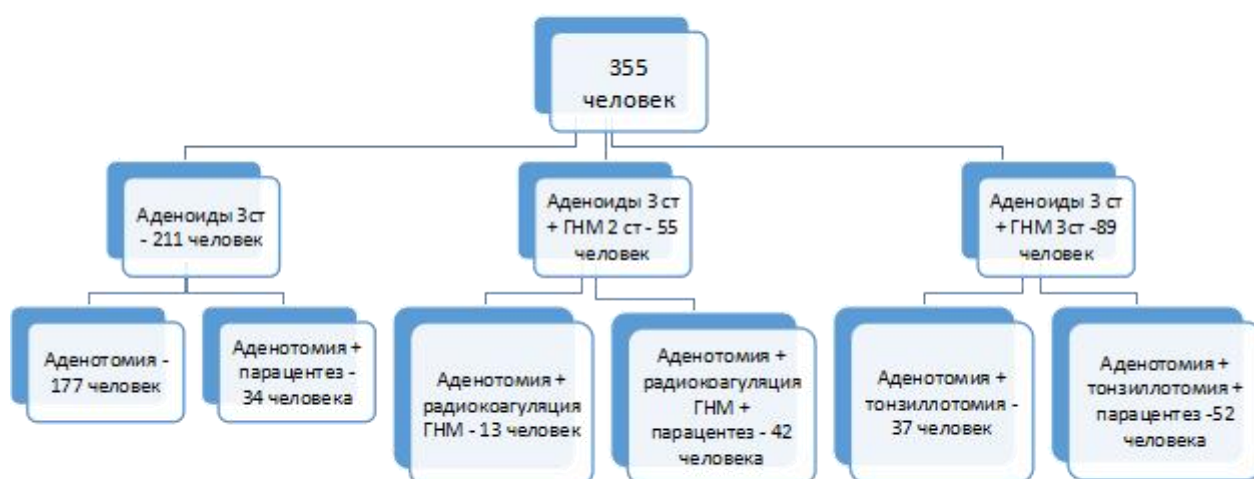 355
человек
Аденоиды 3ст
- 211 человек
Аденоиды 3 ст
+ ГНМ 2 ст - 55
человек
Аденоиды 3 ст
+ ГНМ 3ст -89
человек
Аденотомия -
177 человек
Аденотомия +
парацентез -
34 человека
Аденотомия +
радиокоагуляция
ГНМ - 13 человек
Аденотомия +
радиокоагуляция
ГНМ +
парацентез - 42
человека
Аденотомия +
тонзиллотомия -
37 человек
Аденотомия +
тонзиллотомия +
парацентез -52
человека